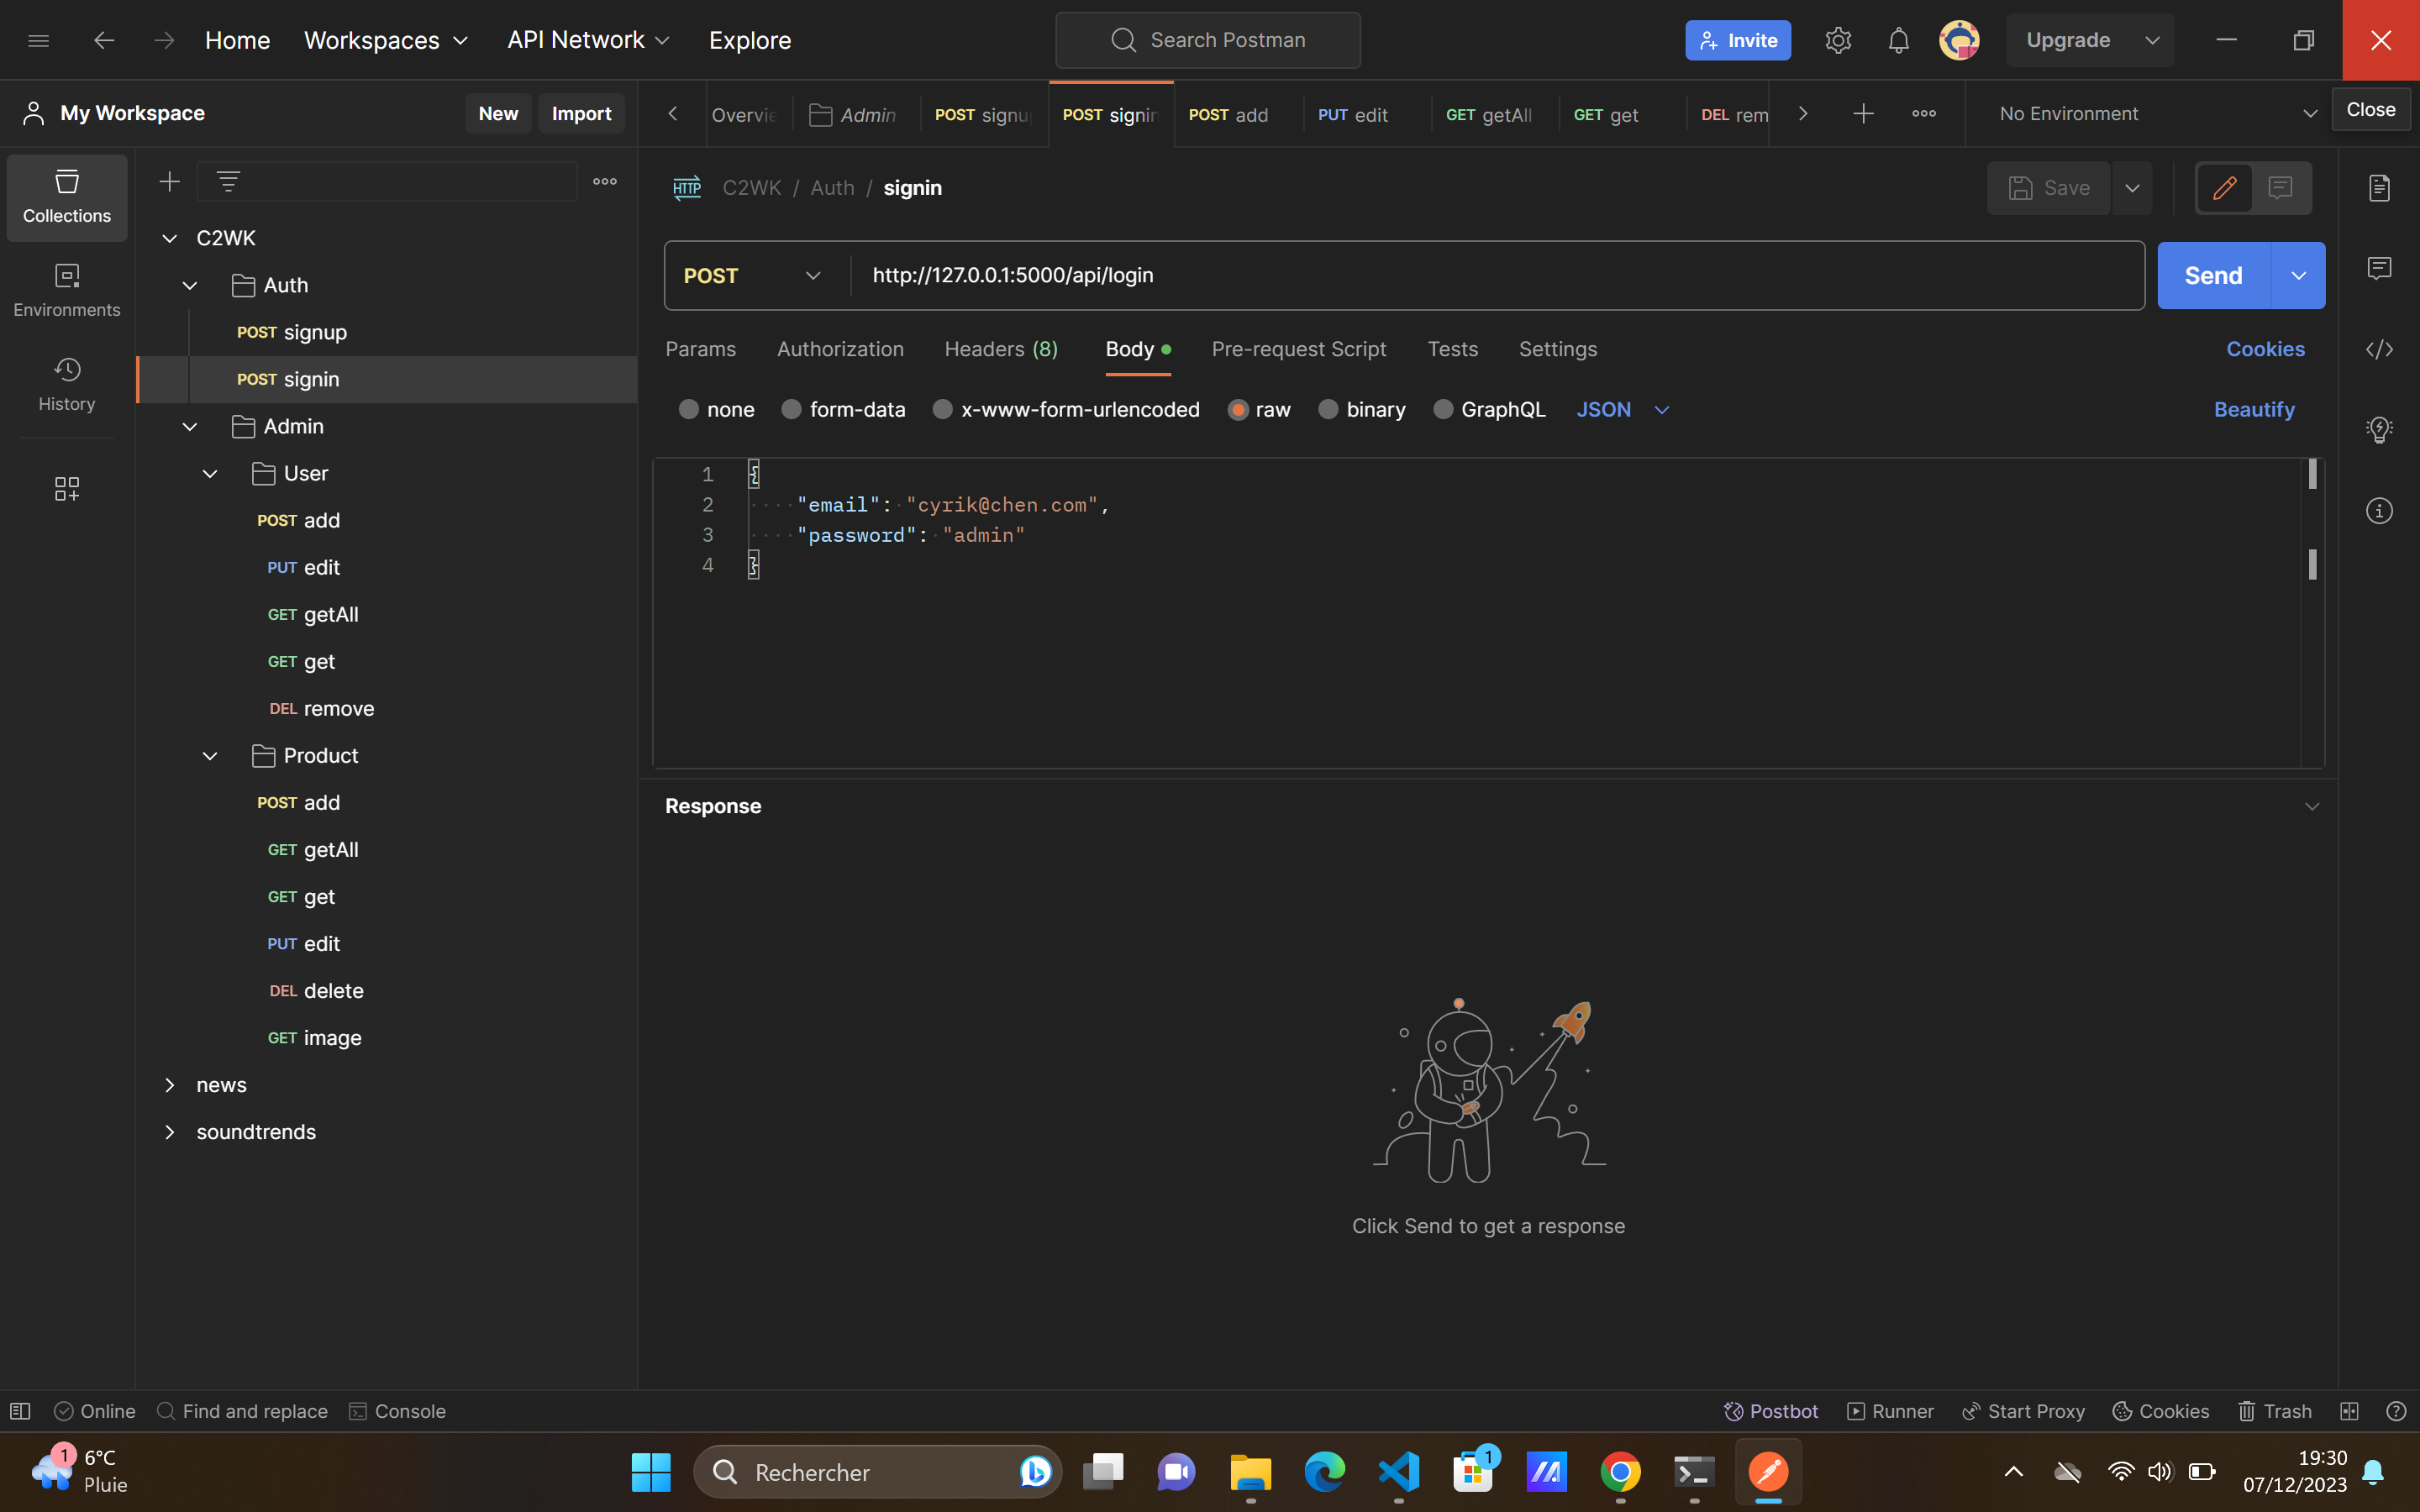 Home Workspaces API Network Explore Search Postman Invite Upgrade
My Workspace New Import Overvie Admin POST signu POST signin POST add PUT edit GET getAll GET get DEL rem No Environment Close
Collections
Environments
History
C2WK
Auth
POST signup
POST signin
Admin
User
POST add
PUT edit
GET getAll
GET get
DEL remove
Product
POST add
GET getAll
GET get
PUT edit
DEL delete
GET image
news
soundtrends
HTTP C2WK / Auth / signin Save
POST http://127.0.0.1:5000/api/login Send
Params Authorization Headers (8) Body Pre-request Script Tests Settings Cookies
none form-data x-www-form-urlencoded raw binary GraphQL JSON Beautify
1 {
2 "email": "cyrik@chen.com",
3 "password": "admin"
4 }
Response
Click Send to get a response
Online Find and replace Console Postbot Runner Start Proxy Cookies Trash
1 6°C
Pluie
Rechercher
1
19:30
07/12/2023